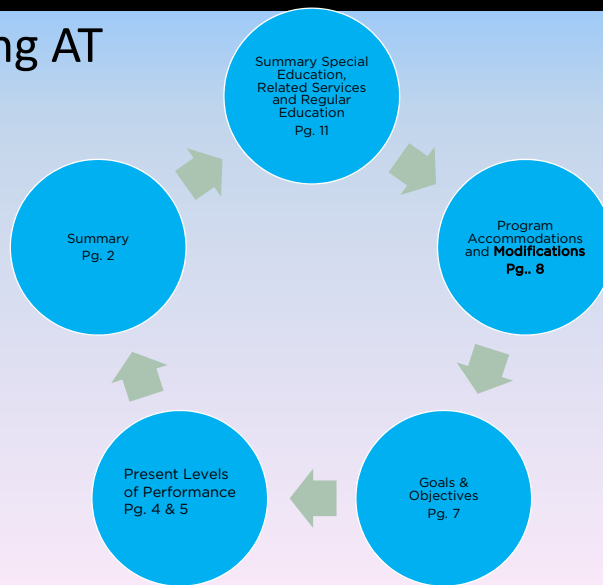 ng AT
Summary Special
Education,
Related Services
and Regular
Education
Pg. 11
Program
Accommodations
and Modifications
Pg.. 8
Goals &
Objectives
Pg. 7
Present Levels
of Performance
Pg. 4 & 5
Summary
Pg. 2